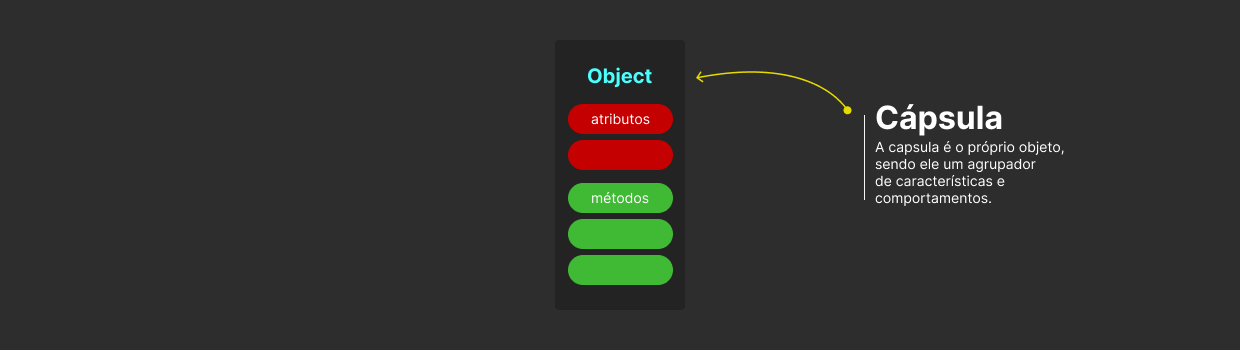 Object
atributos
métodos
Cápsula
A capsula é o próprio objeto,
sendo ele um agrupador
de características e
comportamentos.